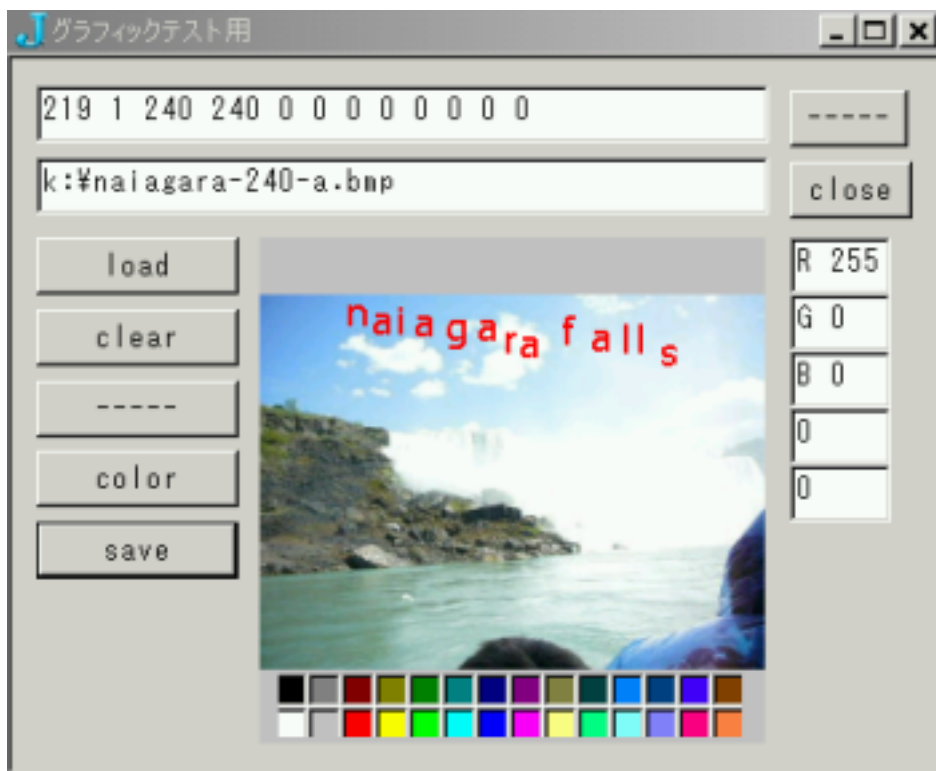 J グラフィックテスト用
219 1 240 240 0 0 0 0 0 0 0 0
-----
k:¥naiagara-240-a.bmp
close
load
clear
-----
color
save
naiagara falls
R 255
G 0
B 0
0
0